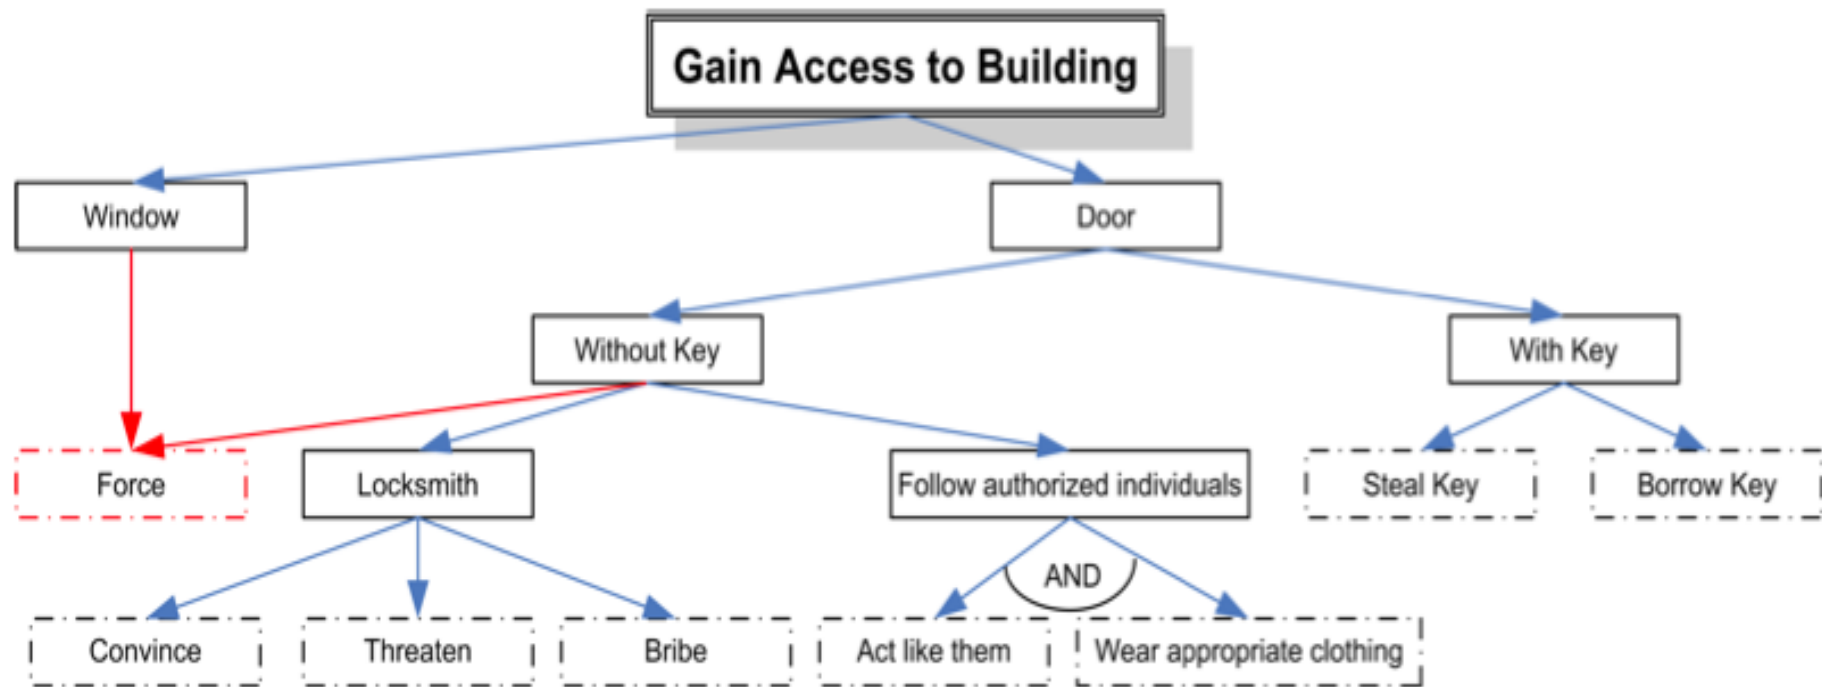 Gain Access to Building
Window
Door
Without Key
With Key
Force
Locksmith
Follow authorized individuals
Steal Key
Borrow Key
AND
Convince
Threaten
Bribe
Act like them
Wear appropriate clothing